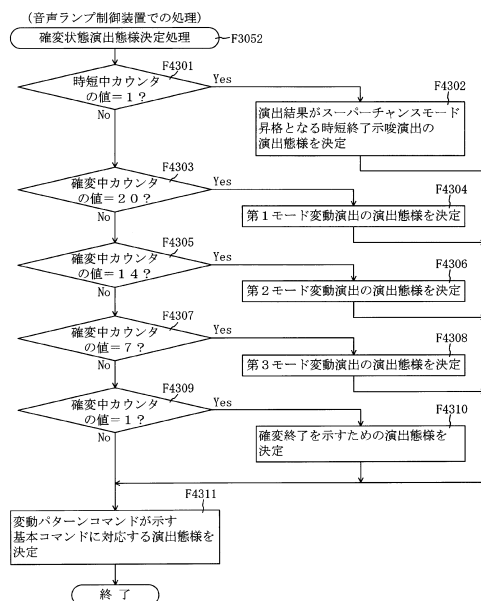 (音声ランプ制御装置での処理)
確変状態演出態様決定処理
F3052
F4301
時短中カウンタ
の値=1?
Yes
No
F4302
演出結果がスーパーチャンスモード
昇格となる時短終了示唆演出の
演出態様を決定
F4303
確変中カウンタ
の値=20?
Yes
No
F4304
第1モード変動演出の演出態様を決定
F4305
確変中カウンタ
の値=14?
Yes
No
F4306
第2モード変動演出の演出態様を決定
F4307
確変中カウンタ
の値=7?
Yes
No
F4308
第3モード変動演出の演出態様を決定
F4309
確変中カウンタ
の値=1?
Yes
No
F4310
確変終了を示すための演出態様を
決定
F4311
変動パターンコマンドが示す
基本コマンドに対応する演出態様を
決定
終了